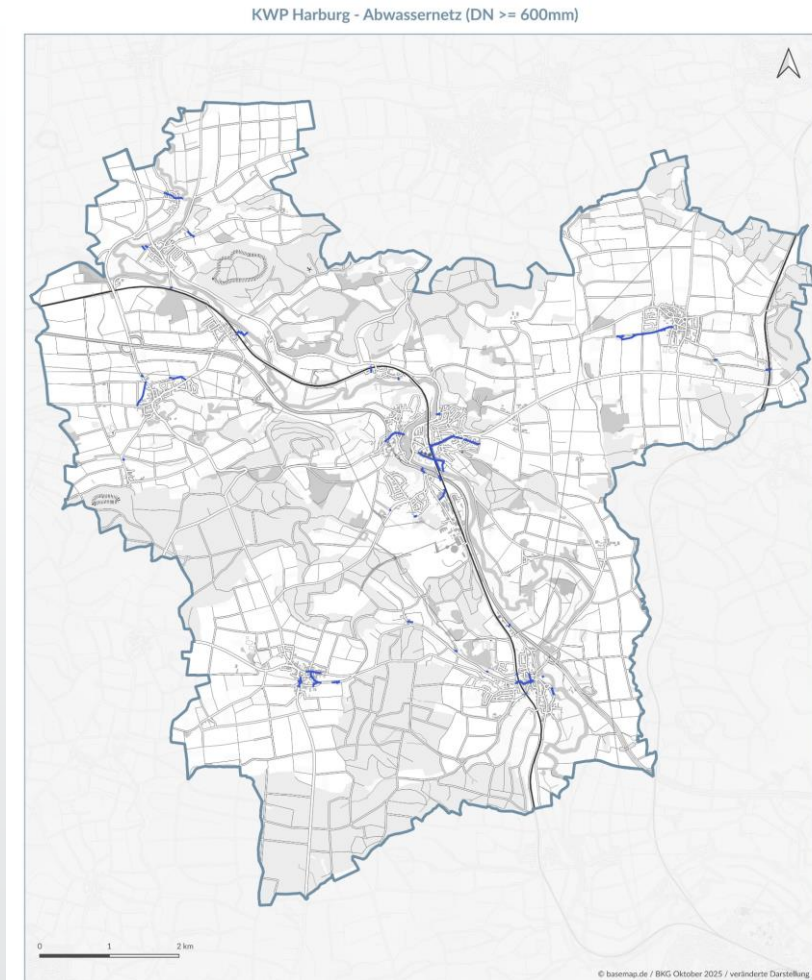 KWP Harburg - Abwassernetz (DN >= 600mm)
0 1 2 km
© basemap.de / BKG Oktober 2025 / veränderte Darstellung